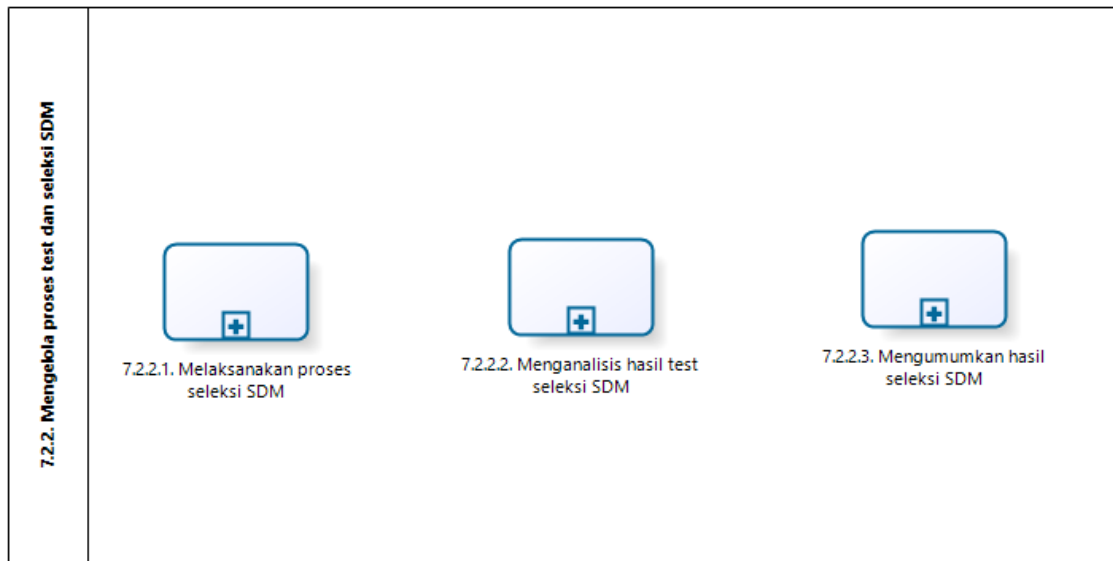 7.2.2. Mengelola proses test dan seleksi SDM
7.2.2.1. Melaksanakan proses
seleksi SDM
7.2.2.2. Menganalisis hasil test
seleksi SDM
7.2.2.3. Mengumumkan hasil
seleksi SDM